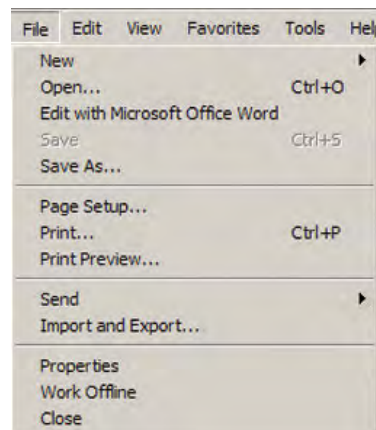 File Edit View Favorites Tools
New
Open... Ctrl+O
Edit with Microsoft Office Word
Save Ctrl+S
Save As...
Page Setup...
Print... Ctrl+P
Print Preview...
Send
Import and Export...
Properties
Work Offline
Close